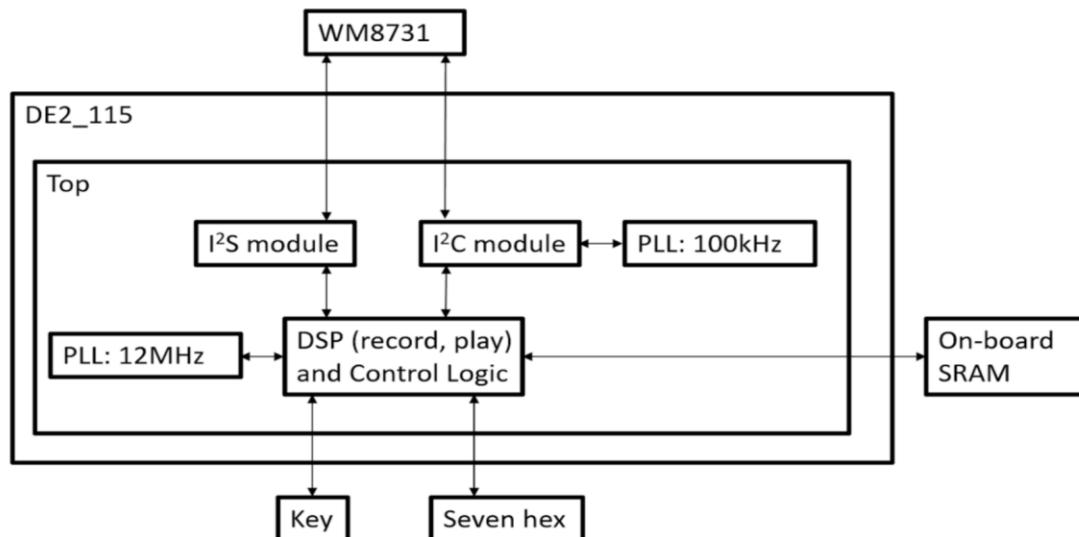 WM8731
DE2_115
Top
I²S module
I²C module
PLL: 100kHz
PLL: 12MHz
DSP (record, play)
and Control Logic
On-board
SRAM
Key
Seven hex